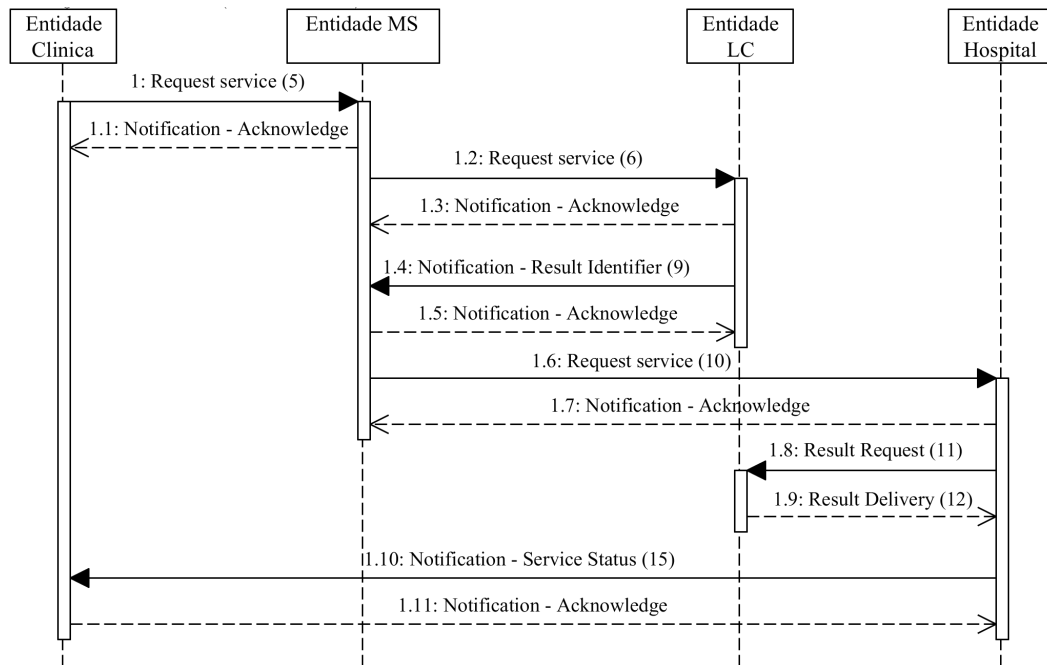 Entidade
Clinica
Entidade MS
Entidade
LC
Entidade
Hospital
1: Request service (5)
1.1: Notification - Acknowledge
1.2: Request service (6)
1.3: Notification - Acknowledge
1.4: Notification - Result Identifier (9)
1.5: Notification - Acknowledge
1.6: Request service (10)
1.7: Notification - Acknowledge
1.8: Result Request (11)
1.9: Result Delivery (12)
1.10: Notification - Service Status (15)
1.11: Notification - Acknowledge